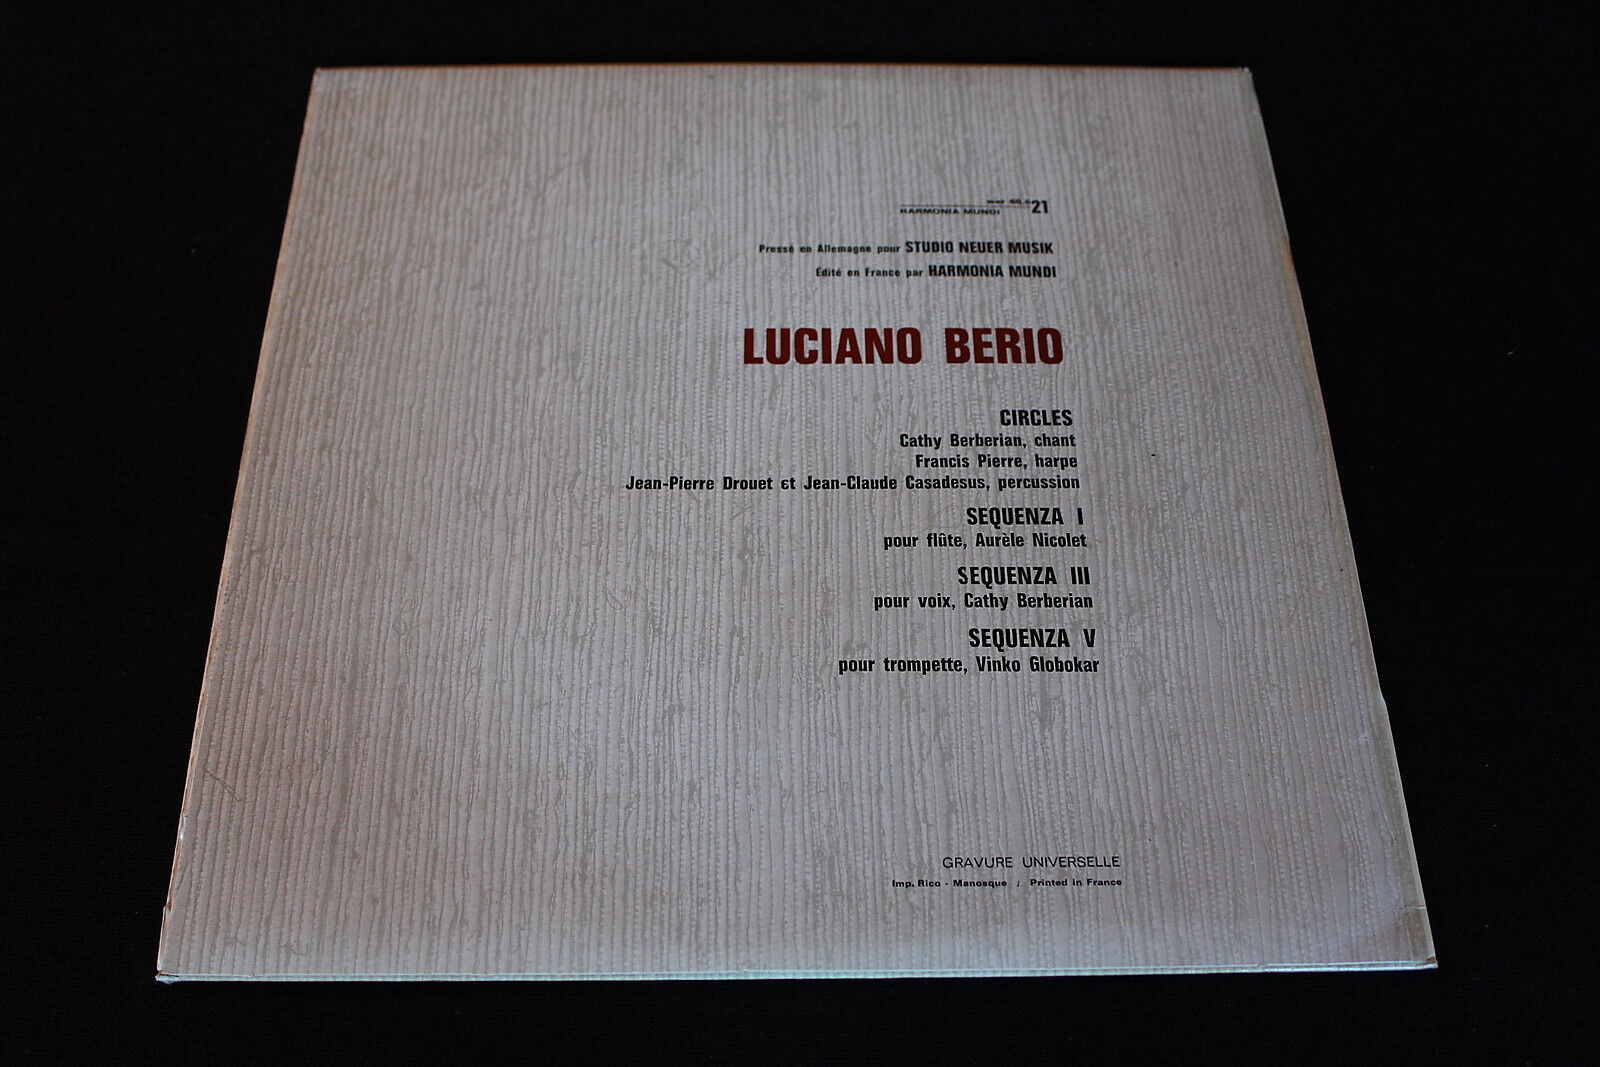 21
HARMONIA MUNDI
Pressé en Allemagne pour STUDIO NEUER MUSIK
Édité en France par HARMONIA MUNDI
LUCIANO BERIO
CIRCLES
Cathy Berberian, chant
Francis Pierre, harpe
Jean-Pierre Drouet et Jean-Claude Casadesus, percussion
SEQUENZA I
pour flûte, Aurèle Nicolet
SEQUENZA III
pour voix, Cathy Berberian
SEQUENZA V
pour trompette, Vinko Globokar
GRAVURE UNIVERSELLE
Imp. Rico - Manosque / Printed in France